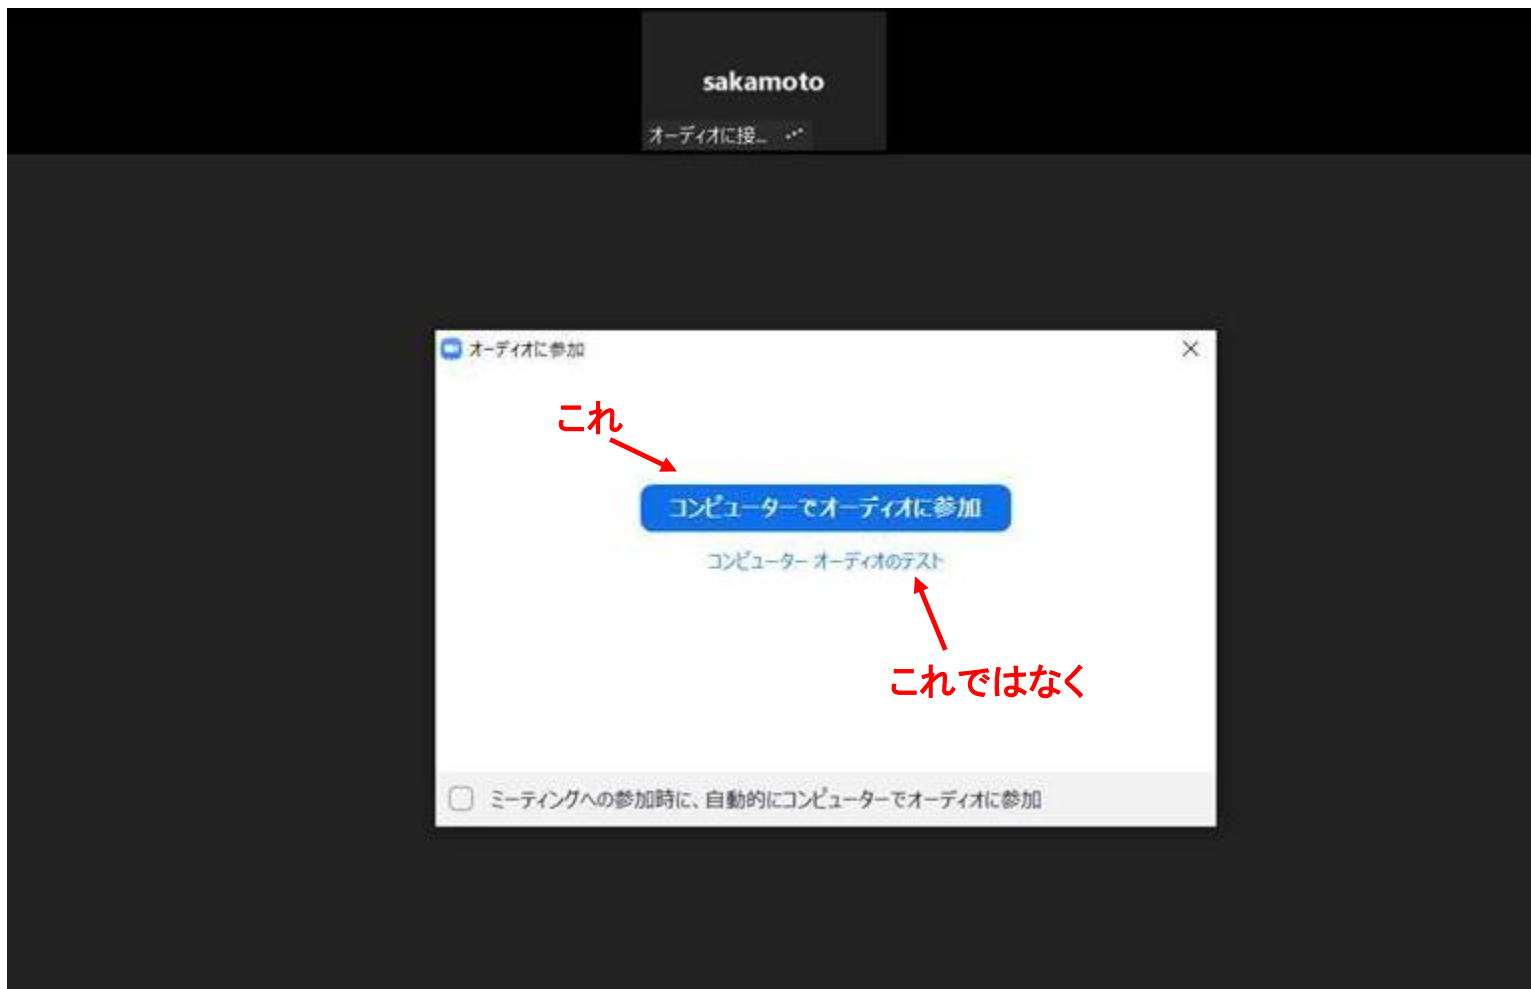 sakamoto
オーディオに接...
オーディオに参加
これ
コンピューターでオーディオに参加
コンピューター オーディオのテスト
これではなく
ミーティングへの参加時に、自動的にコンピューターでオーディオに参加